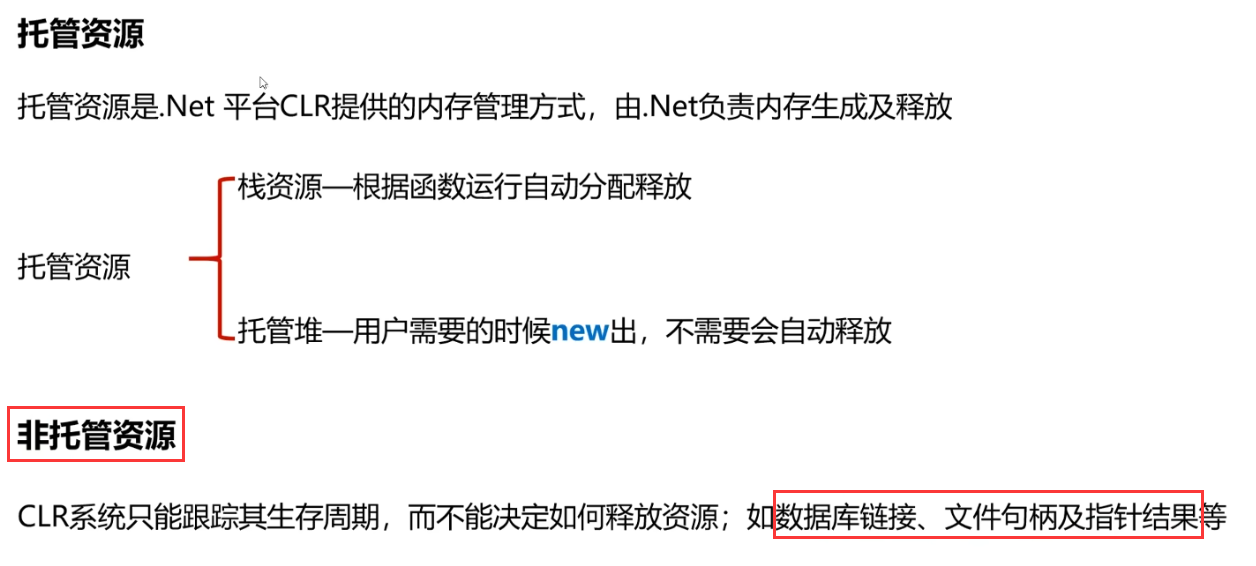 托管资源
托管资源是.Net 平台CLR提供的内存管理方式，由.Net负责内存生成及释放
栈资源—根据函数运行自动分配释放
托管资源
托管堆—用户需要的时候new出，不需要会自动释放
非托管资源
CLR系统只能跟踪其生存周期，而不能决定如何释放资源；如数据库链接、文件句柄及指针结果等